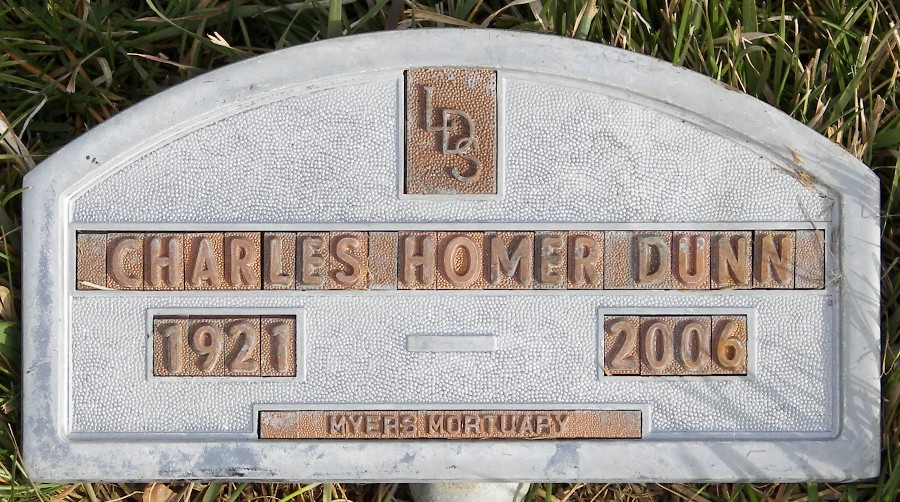 LDS
CHARLES HOMER DUNN
1921 — 2006
MYERS MORTUARY